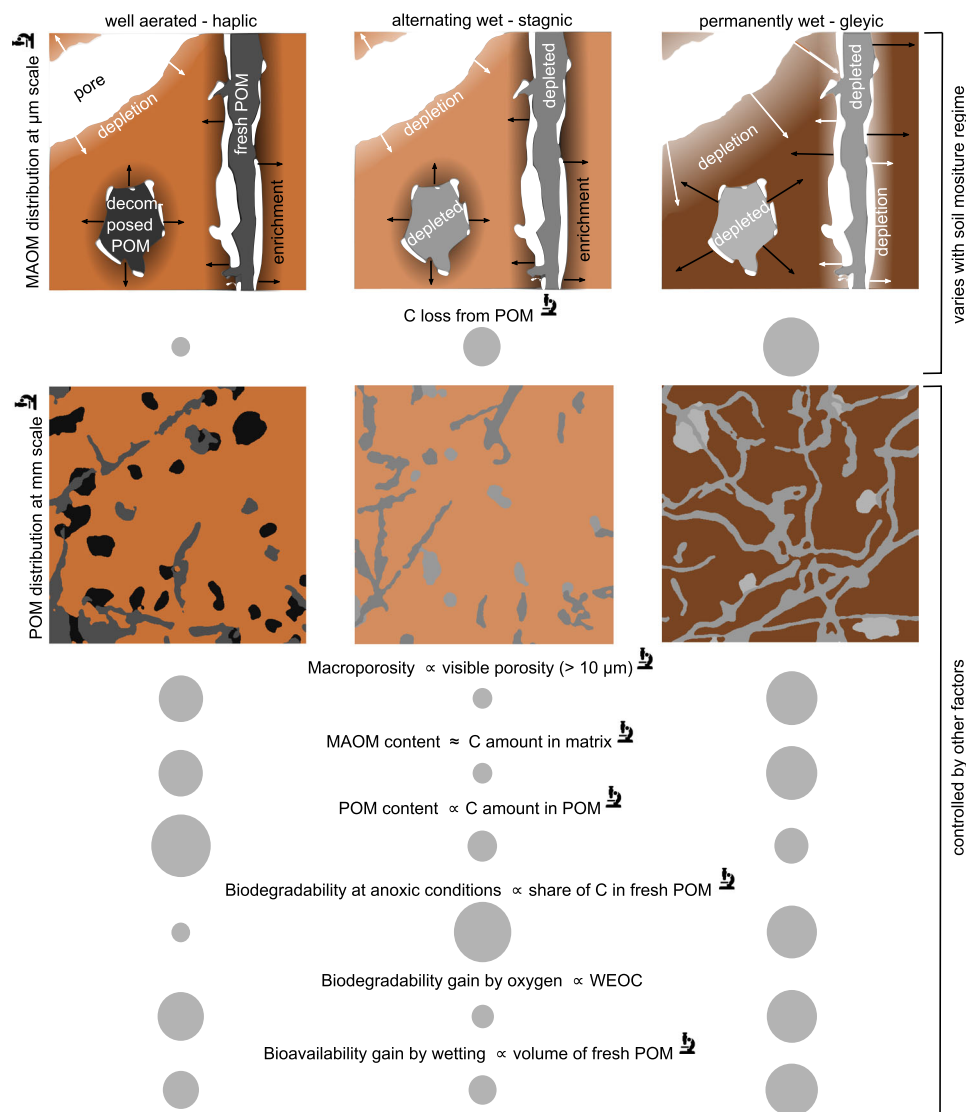 well aerated - haplic
alternating wet - stagnic
permanently wet - gleyic
MAOM distribution at µm scale
pore
depletion
fresh POM
decom-
posed
POM
enrichment
depletion
depleted
depleted
enrichment
depletion
depleted
depleted
depletion
varies with soil mositure regime
C loss from POM
POM distribution at mm scale
Macroporosity ∝ visible porosity (> 10 µm)
MAOM content ≈ C amount in matrix
POM content ∝ C amount in POM
Biodegradability at anoxic conditions ∝ share of C in fresh POM
Biodegradability gain by oxygen ∝ WEOC
Bioavailability gain by wetting ∝ volume of fresh POM
controlled by other factors